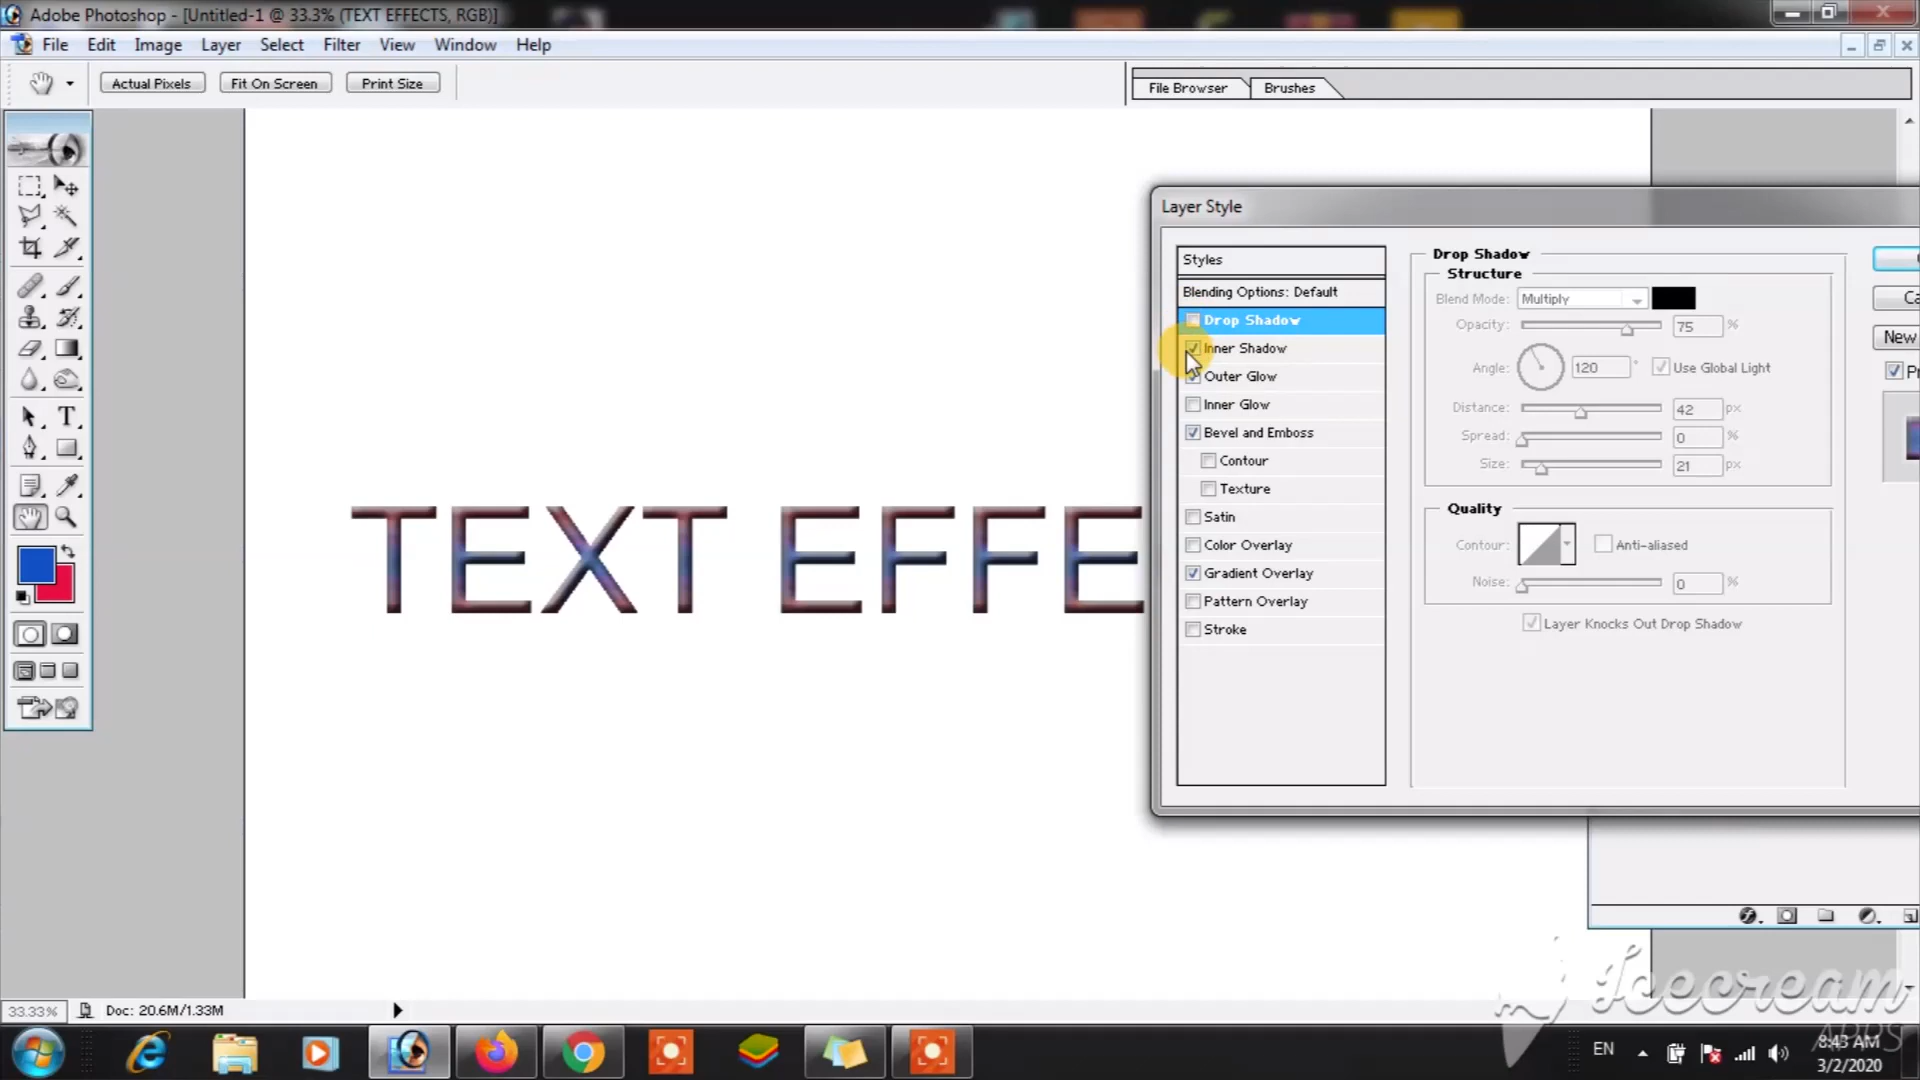 Adobe Photoshop - [Untitled-1 @ 33.3% (TEXT EFFECTS, RGB)]
File Edit Image Layer Select Filter View Window Help
Actual Pixels Fit On Screen Print Size
File Browser Brushes
Layer Style
Styles
Blending Options: Default
Drop Shadow
Inner Shadow
Outer Glow
Inner Glow
Bevel and Emboss
Contour
Texture
Satin
Color Overlay
Gradient Overlay
Pattern Overlay
Stroke
Drop Shadow
Structure
Blend Mode: Multiply
Opacity: 75 %
Angle: 120 ° Use Global Light
Distance: 42 px
Spread: 0 %
Size: 21 px
Quality
Contour: Anti-aliased
Noise: 0 %
Layer Knocks Out Drop Shadow
Ca
New
P
TEXT EFFE
33.33% Doc: 20.6M/1.33M
Icecream
APPS
EN
8:43 AM
3/2/2020